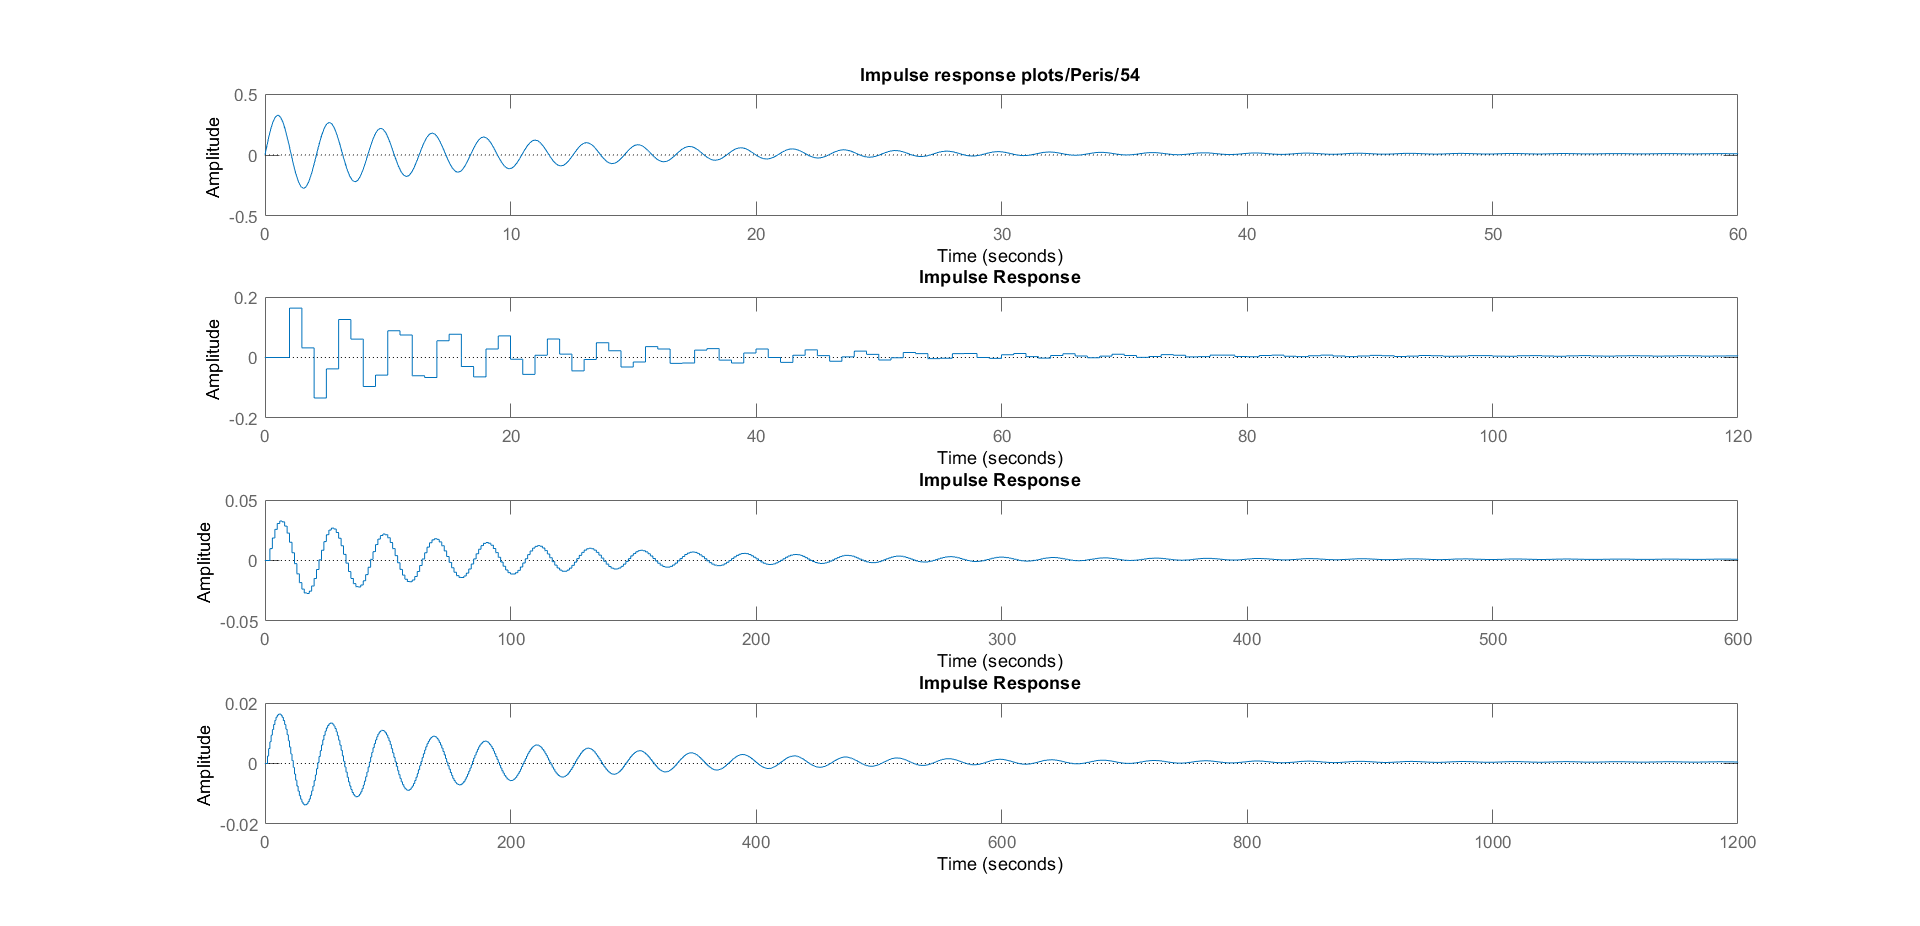 Impulse response plots/Peris/54
0.5
0
-0.5
Amplitude
0 10 20 30 40 50 60
Time (seconds)
Impulse Response
0.2
0
-0.2
Amplitude
0 20 40 60 80 100 120
Time (seconds)
Impulse Response
0.05
0
-0.05
Amplitude
0 100 200 300 400 500 600
Time (seconds)
Impulse Response
0.02
0
-0.02
Amplitude
0 200 400 600 800 1000 1200
Time (seconds)